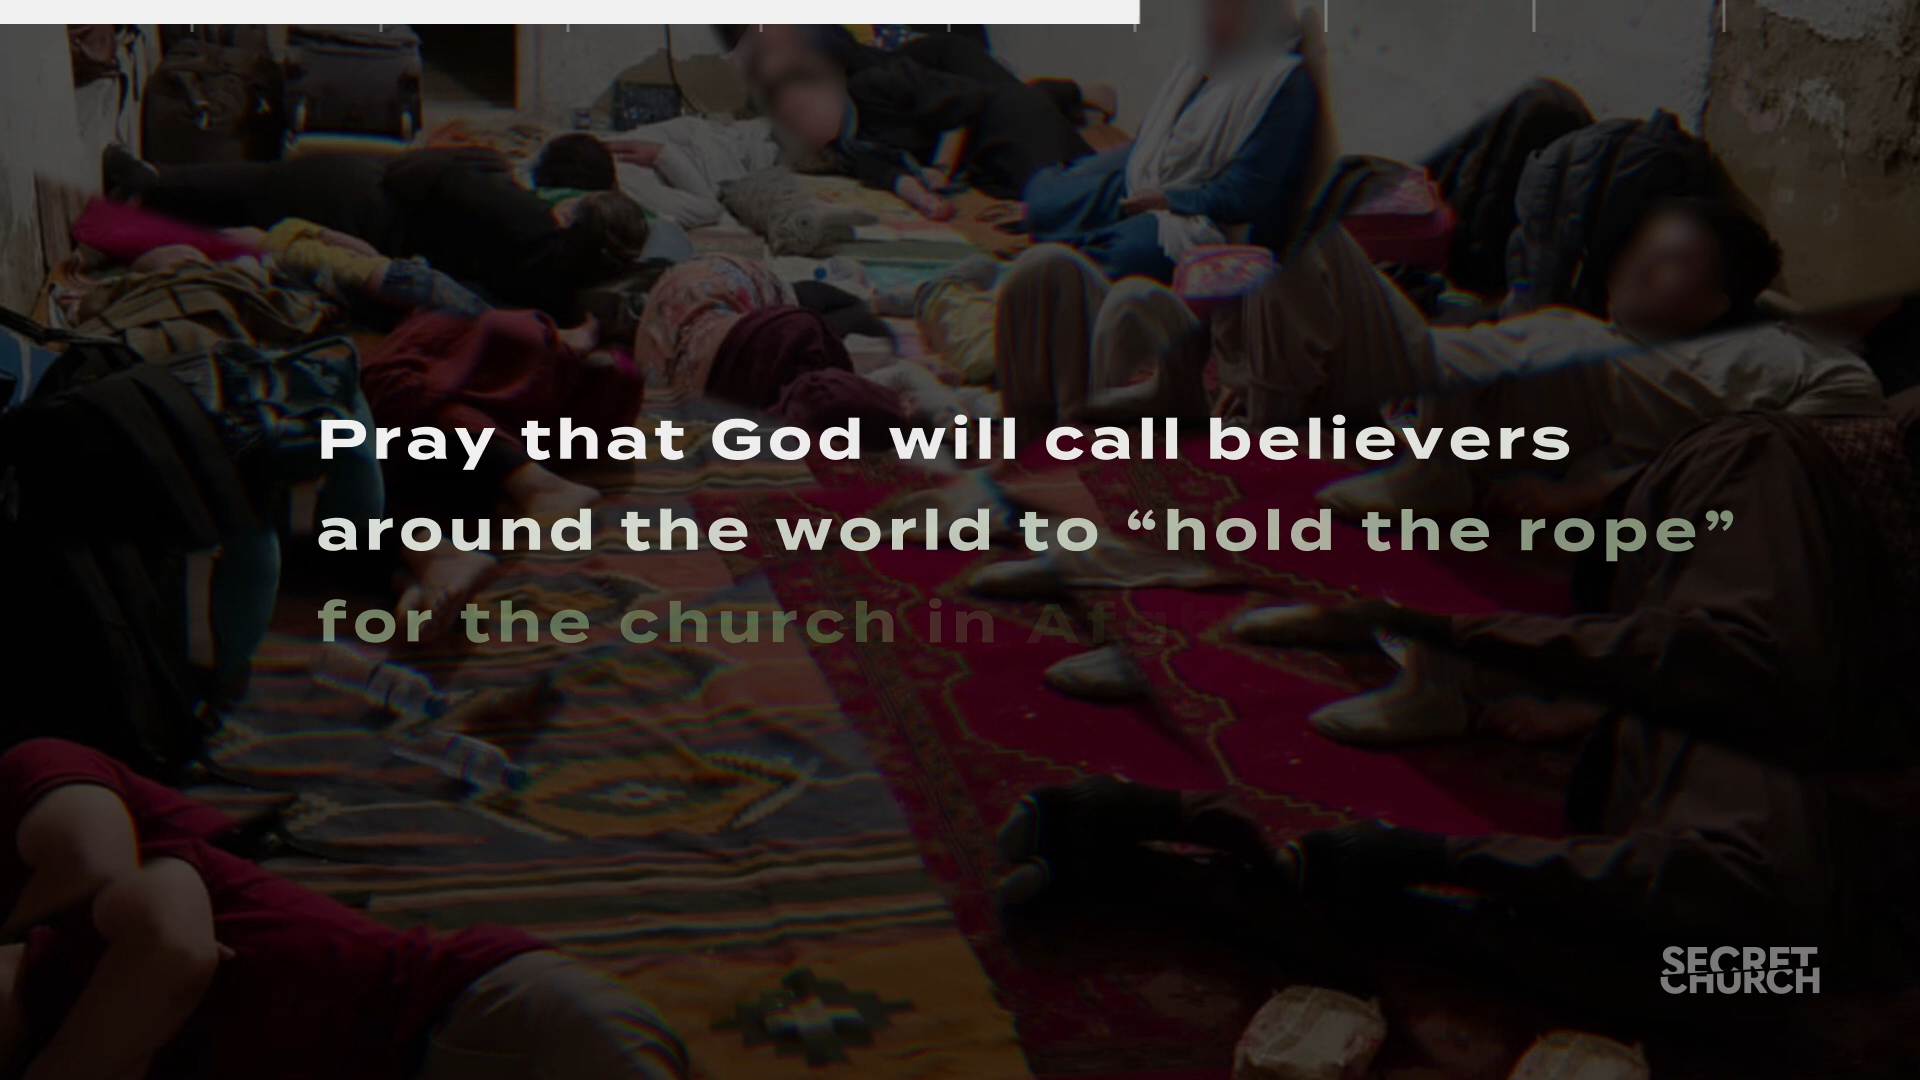 Pray that God will call believers
around the world to “hold the rope”
for the church in Afgh
SECRET
CHURCH